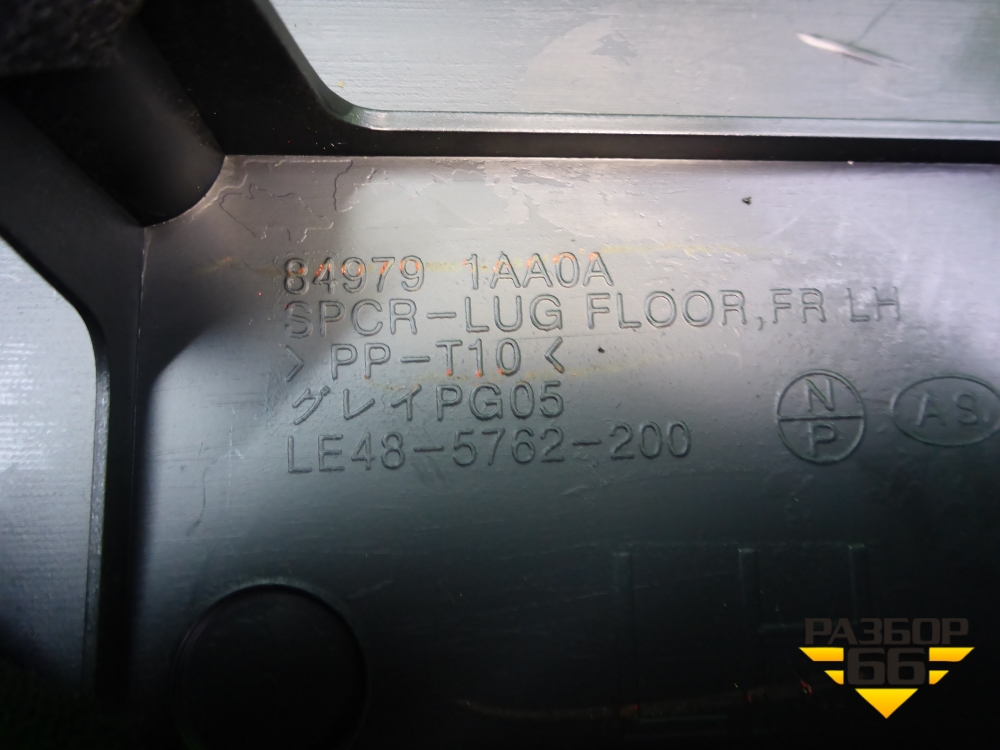 84979 1AA0A
SPCR-LUG FLOOR,FR LH
>PP-T10<
グレイPG05
LE48-5762-200
N
P
AS
РАЗБОР
66